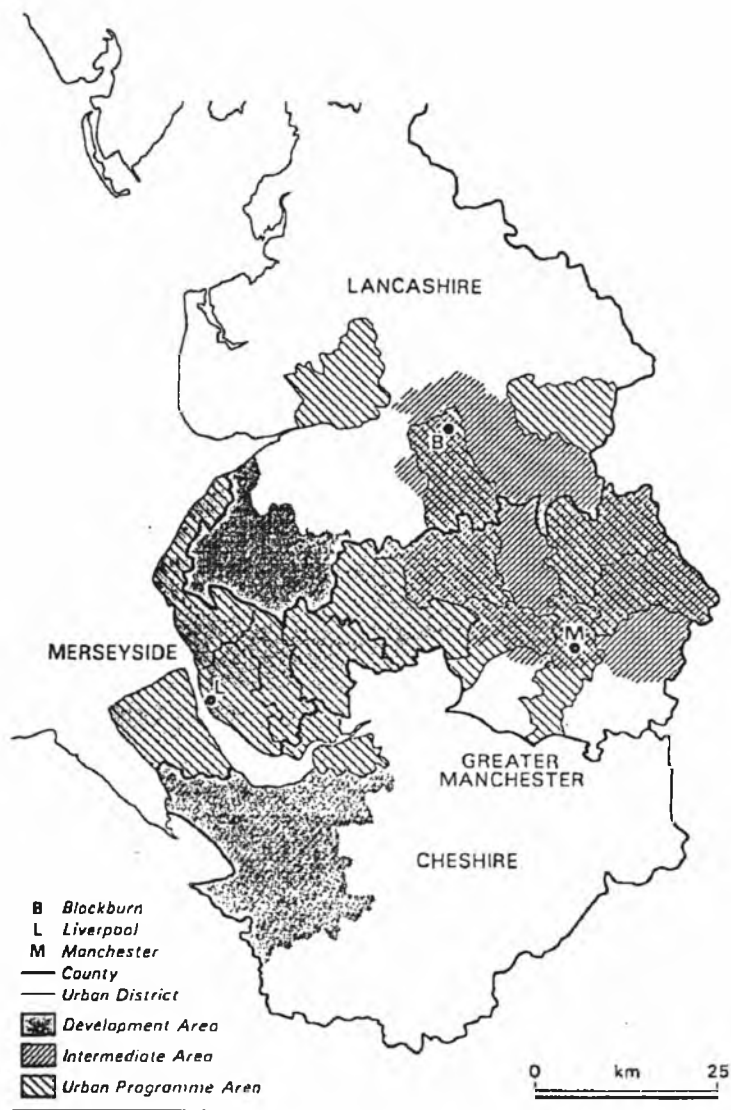 LANCASHIRE
B
MERSEYSIDE
M
L
GREATER
MANCHESTER
CHESHIRE
B Blackburn
L Liverpool
M Manchester
County
Urban District
Development Area
Intermediate Area
Urban Programme Area
0 km 25